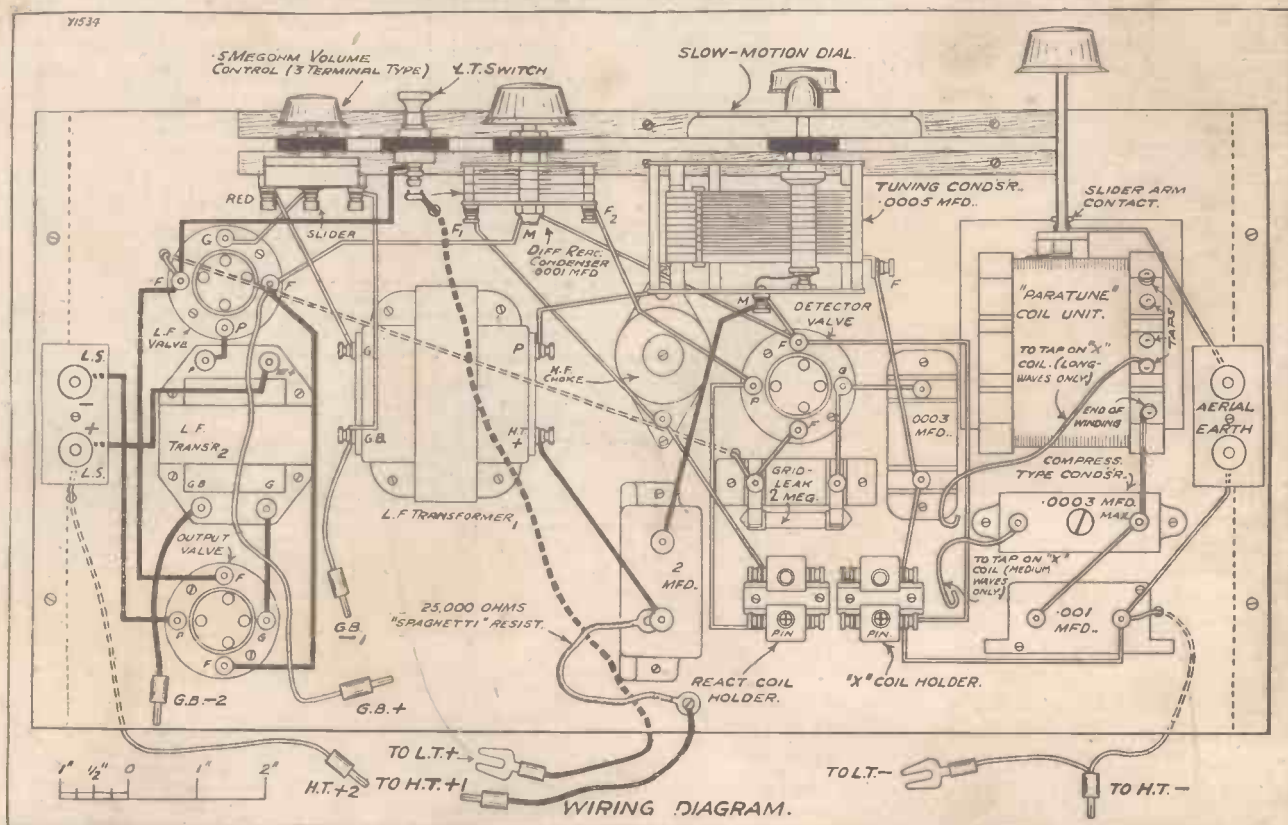 Y1534
.5 MEGOHM VOLUME
CONTROL (3 TERMINAL TYPE)
L.T. SWITCH
SLOW-MOTION DIAL.
RED
SLIDER
F1
M
F2
DIFF REAC.
CONDENSER
.0001 MFD
TUNING CONDS'R..
.0005 MFD..
SLIDER ARM
CONTACT.
G
F
F
P
L.F.
VALVE
M
F
DETECTOR
VALVE
"PARATUNE"
COIL UNIT.
TAPS
TO TAP ON "X"
COIL. (LONG-
WAVES ONLY)
END OF
WINDING
AERIAL
EARTH
L.S.
-
+
L.S.
P
L.F.
TRANS'R2
GB
G
G
G.B.
P
H.T.
+
L.F TRANSFORMER1
H.F.
CHOKE
F
P
G
F
GRID-
LEAK
2 MEG.
.0003
MFD..
COMPRESS.
TYPE CONDS'R.
.0003 MFD.
MAX.
OUTPUT
VALVE
F
P
G
F
25,000 OHMS
"SPAGHETTI" RESIST.
2
MFD..
PIN
PIN.
TO TAP ON "X"
COIL (MEDIUM
WAVES
ONLY)
.001
MFD..
G.B.
-1
REACT COIL
HOLDER.
"X" COIL HOLDER.
G.B.-2
G.B.+
1" 1/2" 0 1" 2"
H.T.+2
TO L.T.+
TO H.T.+1
TO L.T.-
TO H.T.-
WIRING DIAGRAM.